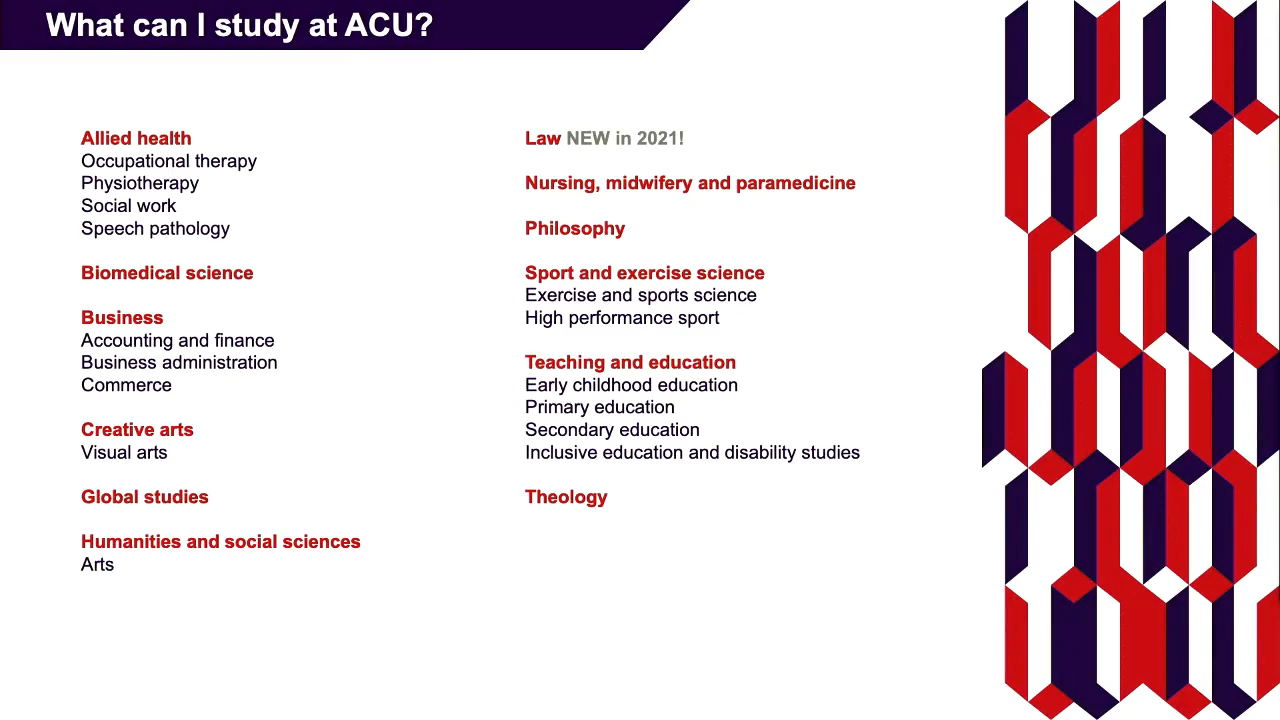 What can I study at ACU?
Allied health
Occupational therapy
Physiotherapy
Social work
Speech pathology
Biomedical science
Business
Accounting and finance
Business administration
Commerce
Creative arts
Visual arts
Global studies
Humanities and social sciences
Arts
Law NEW in 2021!
Nursing, midwifery and paramedicine
Philosophy
Sport and exercise science
Exercise and sports science
High performance sport
Teaching and education
Early childhood education
Primary education
Secondary education
Inclusive education and disability studies
Theology